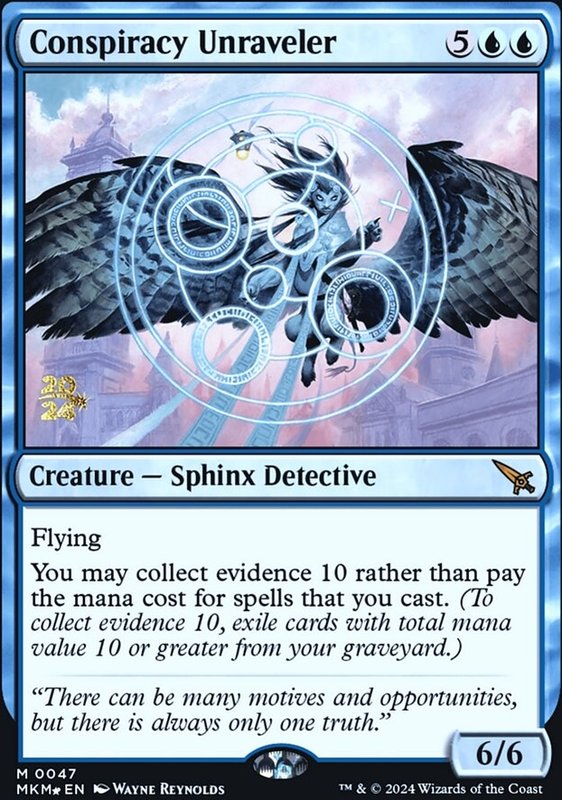 Conspiracy Unraveler 5
2024
Creature — Sphinx Detective
Flying
You may collect evidence 10 rather than pay
the mana cost for spells that you cast. (To
collect evidence 10, exile cards with total mana
value 10 or greater from your graveyard.)
“There can be many motives and opportunities,
but there is always only one truth.”
6/6
M 0047
MKM★EN Wayne Reynolds
™ & © 2024 Wizards of the Coast